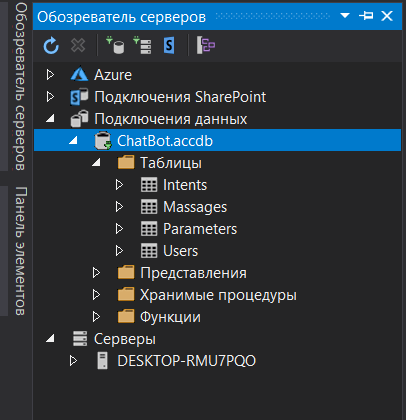 Обозреватель серверов
Обозреватель серверов
Панель элементов
Azure
Подключения SharePoint
Подключения данных
ChatBot.accdb
Таблицы
Intents
Massages
Parameters
Users
Представления
Хранимые процедуры
Функции
Серверы
DESKTOP-RMU7PQO